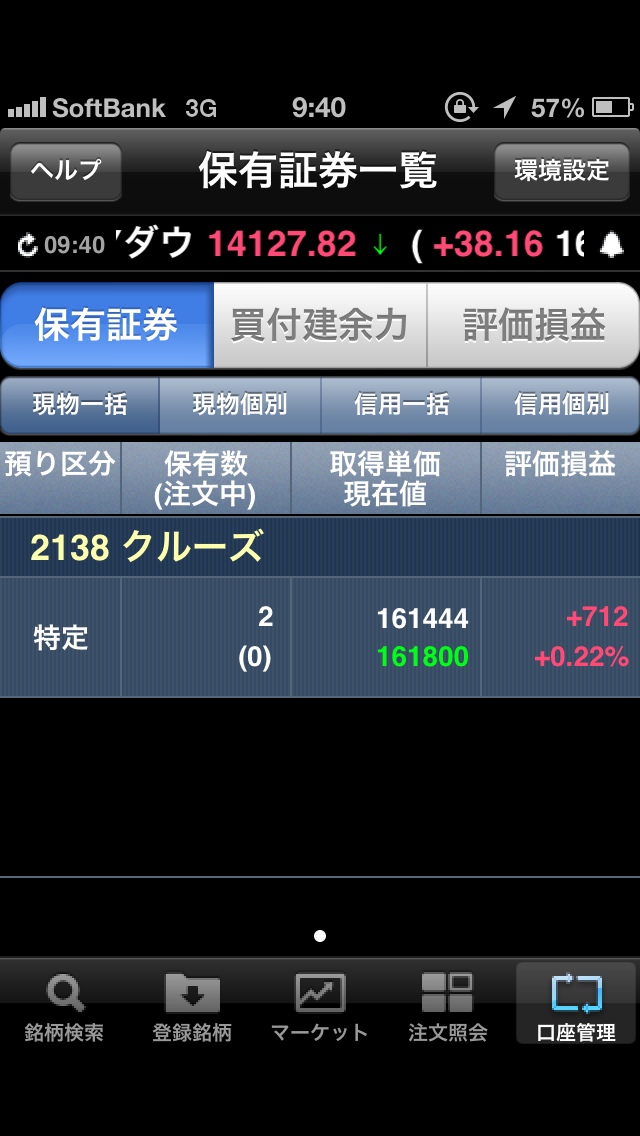 SoftBank 3G 9:40 57%
ヘルプ 保有証券一覧 環境設定
09:40 ダウ 14127.82 ↓ ( +38.16 16
保有証券 買付建余力 評価損益
現物一括 現物個別 信用一括 信用個別
預り区分 保有数 取得単価 評価損益
(注文中) 現在値
2138 クルーズ
2 161444 +712
特定
(0) 161800 +0.22%
銘柄検索 登録銘柄 マーケット 注文照会 口座管理